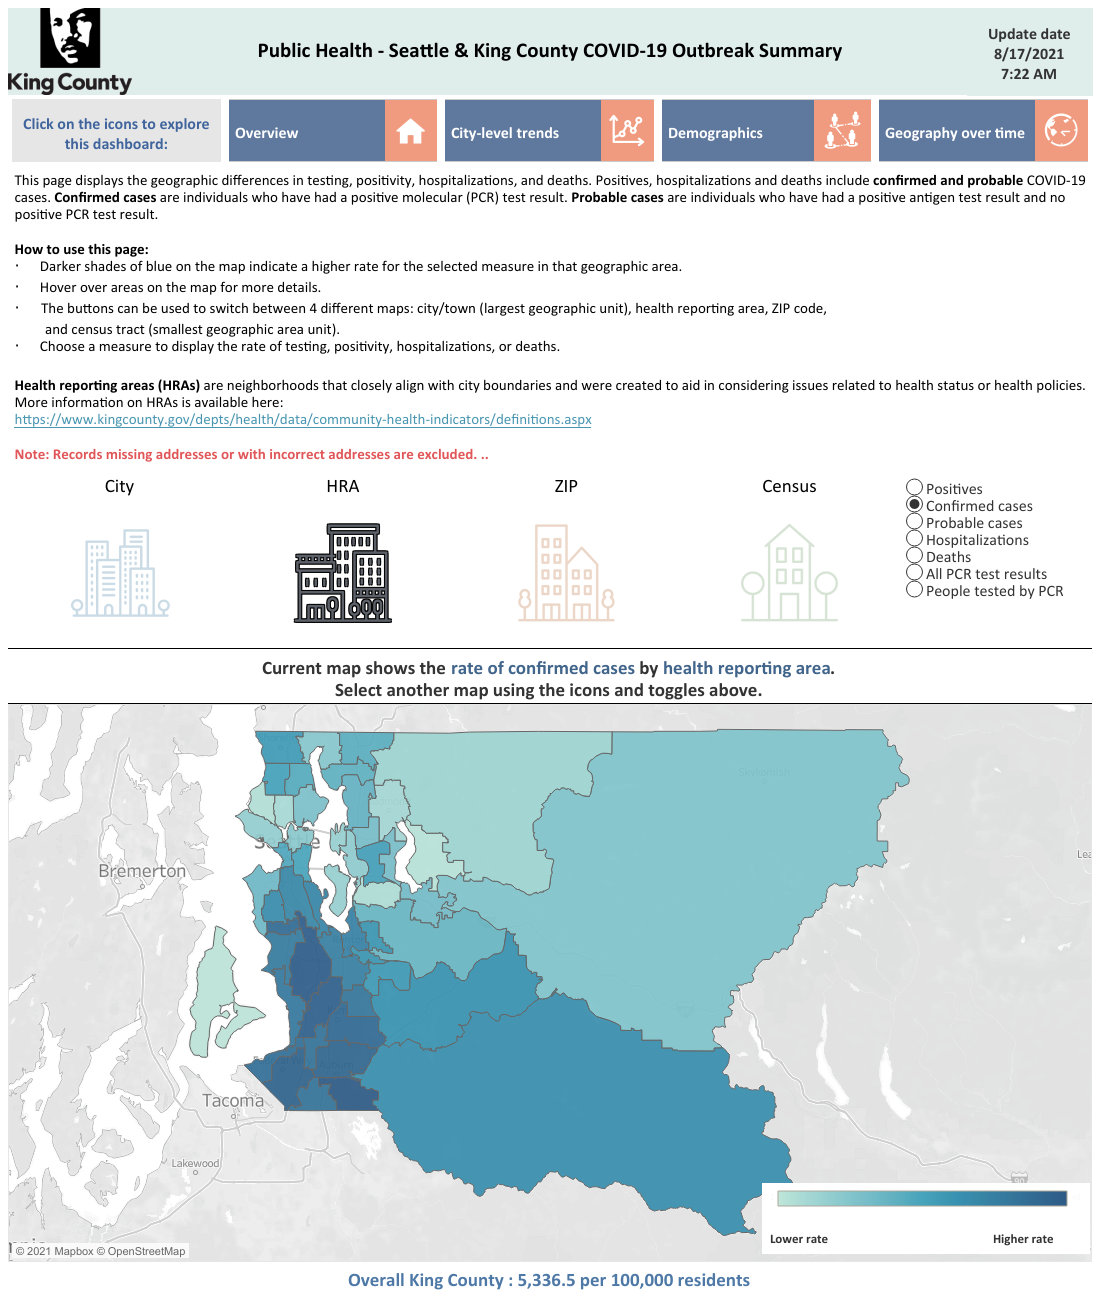 King County
Public Health - Seattle & King County COVID-19 Outbreak Summary
Update date
8/17/2021
7:22 AM
Click on the icons to explore
this dashboard:
Overview
City-level trends
Demographics
Geography over time
This page displays the geographic differences in testing, positivity, hospitalizations, and deaths. Positives, hospitalizations and deaths include confirmed and probable COVID-19
cases. Confirmed cases are individuals who have had a positive molecular (PCR) test result. Probable cases are individuals who have had a positive antigen test result and no
positive PCR test result.
How to use this page:
· Darker shades of blue on the map indicate a higher rate for the selected measure in that geographic area.
· Hover over areas on the map for more details.
· The buttons can be used to switch between 4 different maps: city/town (largest geographic unit), health reporting area, ZIP code,
and census tract (smallest geographic area unit).
· Choose a measure to display the rate of testing, positivity, hospitalizations, or deaths.
Health reporting areas (HRAs) are neighborhoods that closely align with city boundaries and were created to aid in considering issues related to health status or health policies.
More information on HRAs is available here:
https://www.kingcounty.gov/depts/health/data/community-health-indicators/definitions.aspx
Note: Records missing addresses or with incorrect addresses are excluded. ..
City
HRA
ZIP
Census
Positives
Confirmed cases
Probable cases
Hospitalizations
Deaths
All PCR test results
People tested by PCR
Current map shows the rate of confirmed cases by health reporting area.
Select another map using the icons and toggles above.
Bremerton
Lea
Tacoma
Lakewood
90
Lower rate
Higher rate
© 2021 Mapbox © OpenStreetMap
Overall King County : 5,336.5 per 100,000 residents